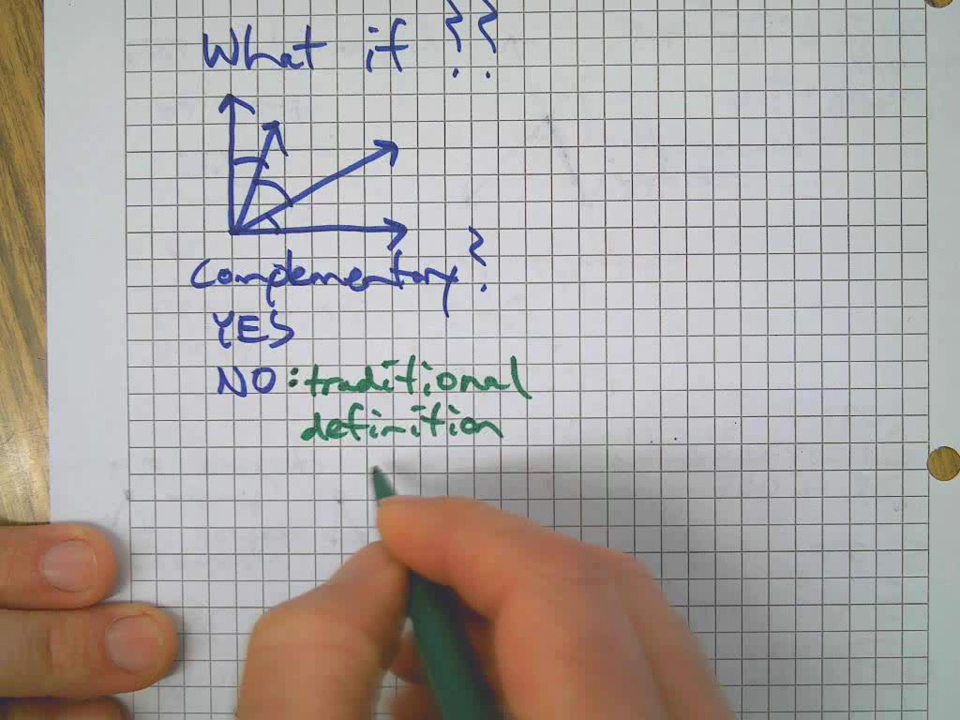 What if ??
Complementary?
YES
NO: traditional
definition